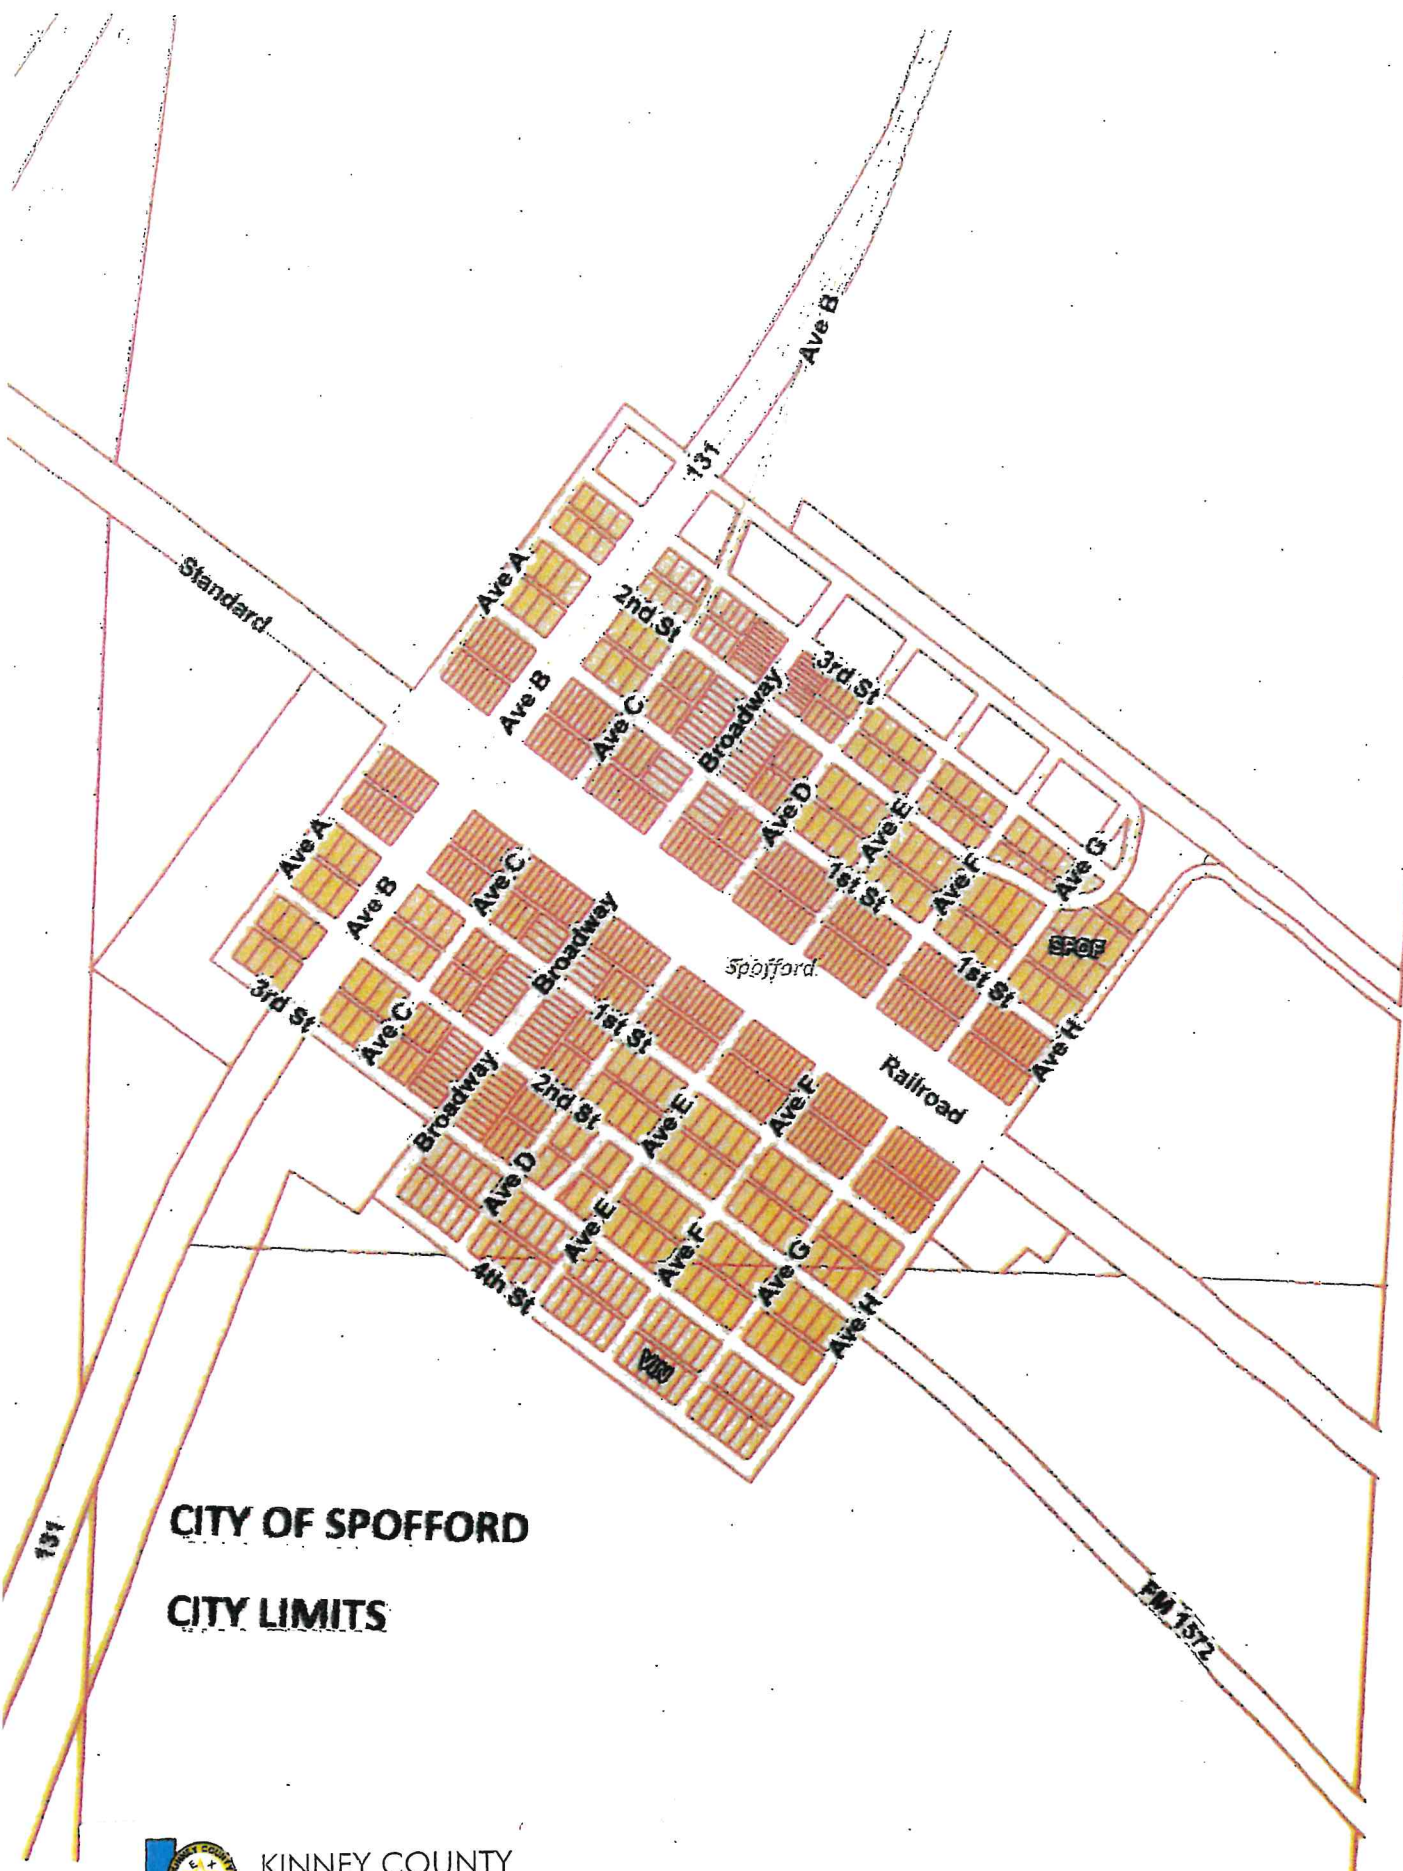 Ave B
131
Standard
Ave A
2nd St
3rd St
Ave B
Ave C
Broadway
Ave D
Ave E
Ave G
Ave F
1st St
Ave A
Ave C
Ave B
Broadway
SPOF
Spofford
1st St
3rd St
Ave C
1st St
Ave H
Railroad
Broadway
2nd St
Ave E
Ave F
Ave D
Ave E
Ave F
Ave G
4th St
Ave H
CITY OF SPOFFORD
131
CITY LIMITS
FM 1572
KINNEY COUNTY